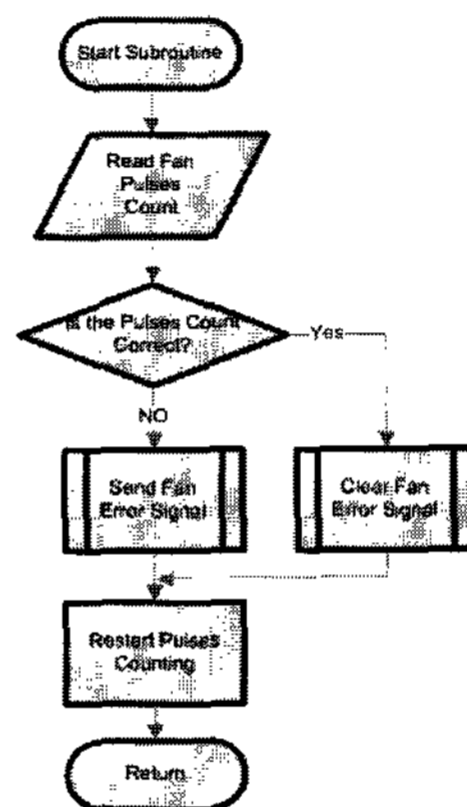 Start Subroutine
Read Fan
Pulses
Count
Is the Pulses Count
Correct?
Yes
NO
Send Fan
Error Signal
Clear Fan
Error Signal
Restart Pulses
Counting
Return